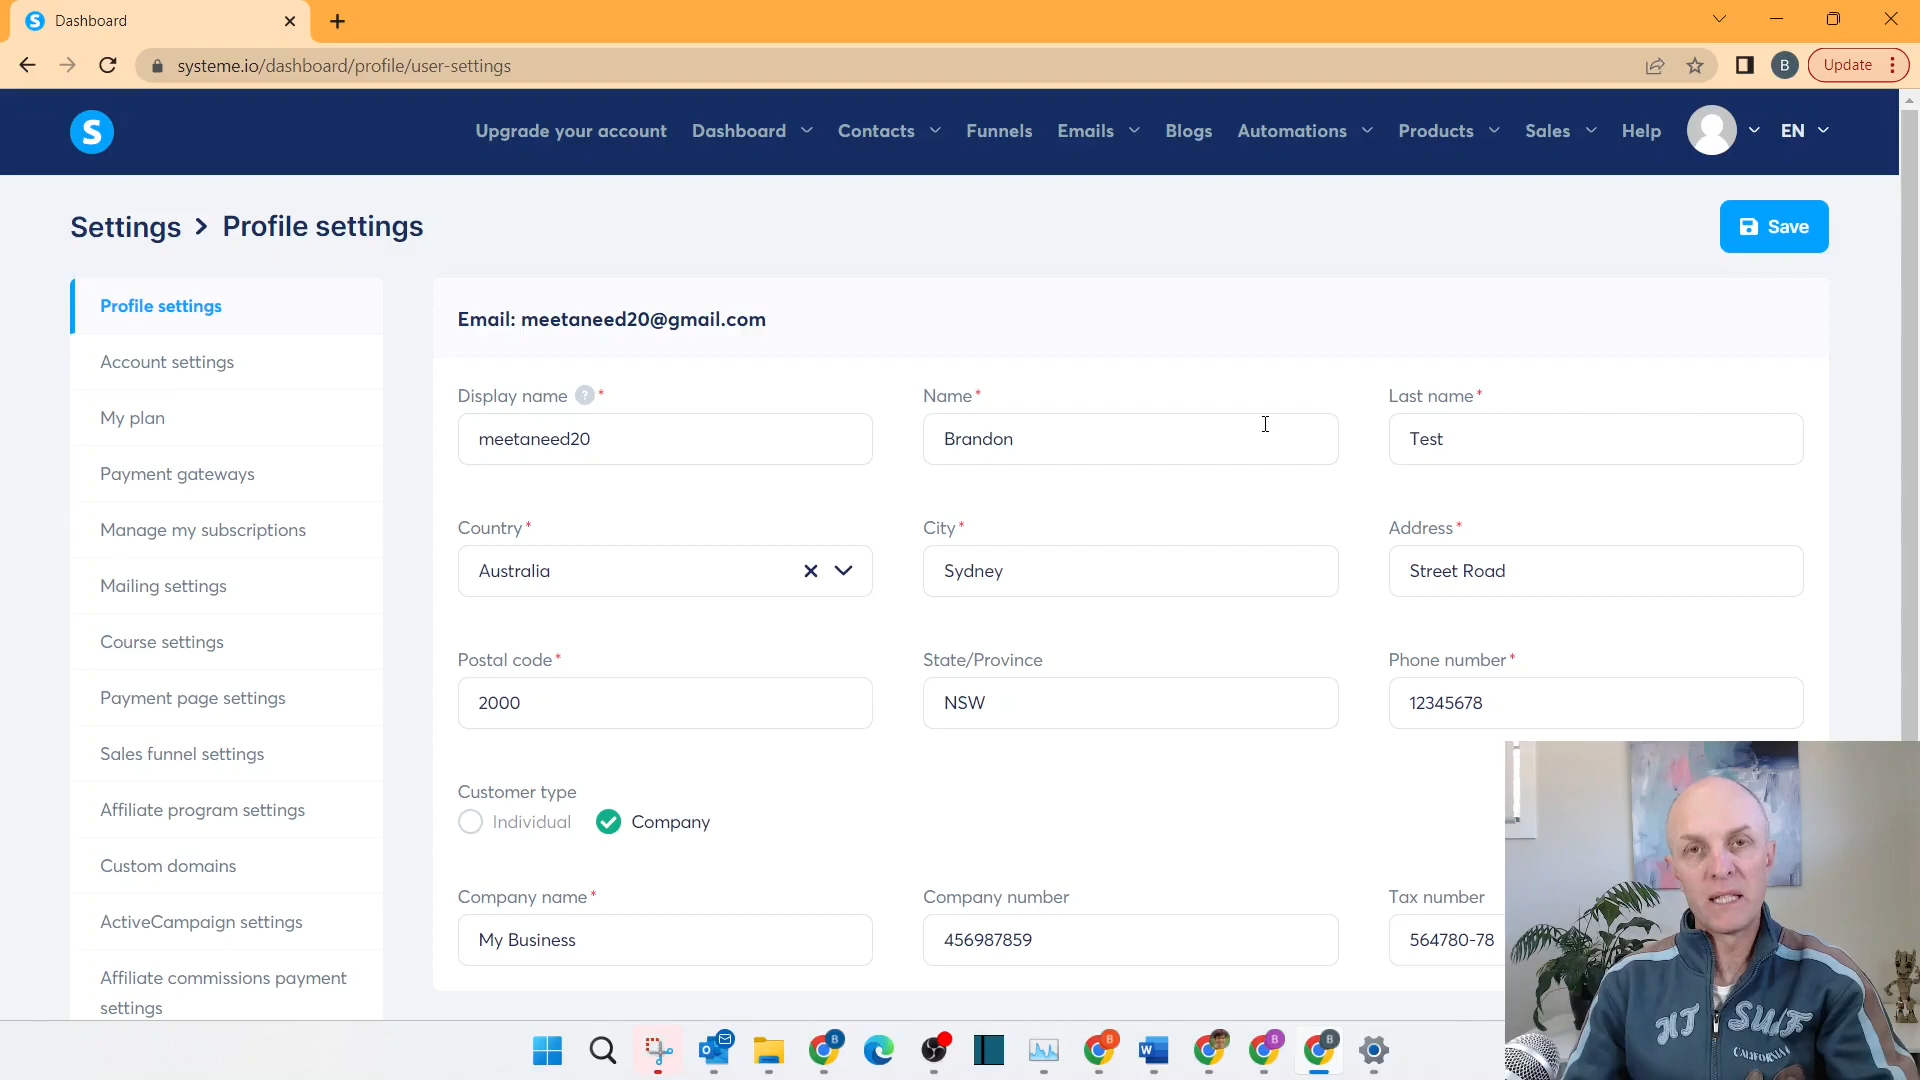 Dashboard
systeme.io/dashboard/profile/user-settings
B
Update
S
Upgrade your account
Dashboard
Contacts
Funnels
Emails
Blogs
Automations
Products
Sales
Help
EN
Settings > Profile settings
Save
Profile settings
Account settings
My plan
Payment gateways
Manage my subscriptions
Mailing settings
Course settings
Payment page settings
Sales funnel settings
Affiliate program settings
Custom domains
ActiveCampaign settings
Affiliate commissions payment
settings
Email: meetaneed20@gmail.com
Display name ? *
meetaneed20
Name *
Brandon
Last name *
Test
Country *
Australia
City *
Sydney
Address *
Street Road
Postal code *
2000
State/Province
NSW
Phone number *
12345678
Customer type
Individual
Company
Company name *
My Business
Company number
456987859
Tax number
564780-78
HT SURF
CALIFORNIA